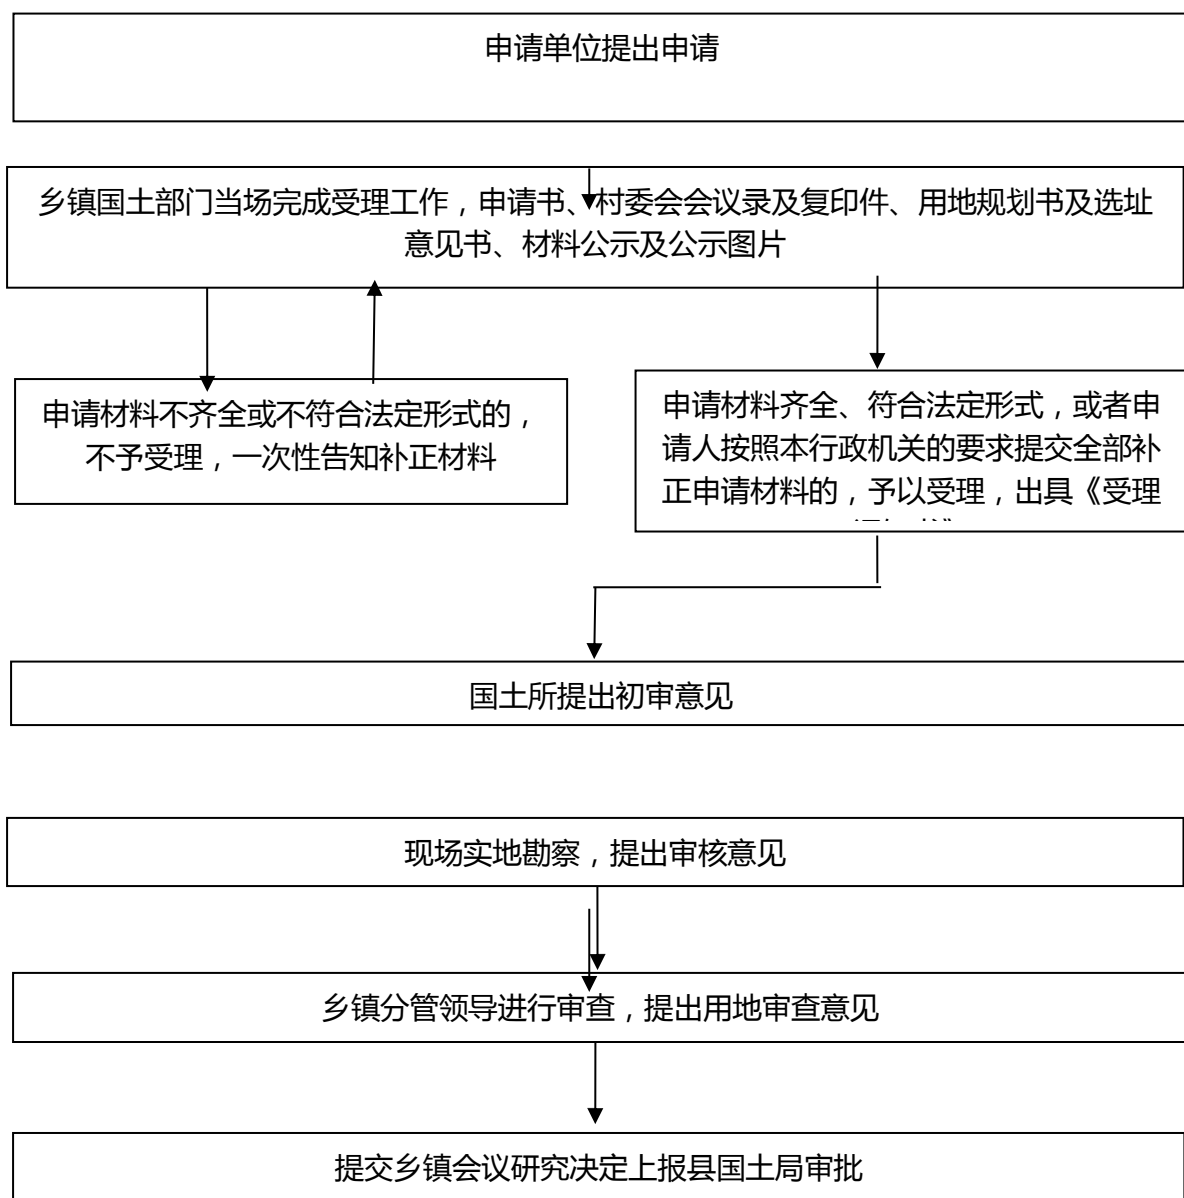 申请单位提出申请
乡镇国土部门当场完成受理工作，申请书、村委会会议录及复印件、用地规划书及选址
意见书、材料公示及公示图片
申请材料不齐全或不符合法定形式的，
不予受理，一次性告知补正材料
申请材料齐全、符合法定形式，或者申
请人按照本行政机关的要求提交全部补
正申请材料的，予以受理，出具《受理
国土所提出初审意见
现场实地勘察，提出审核意见
乡镇分管领导进行审查，提出用地审查意见
提交乡镇会议研究决定上报县国土局审批